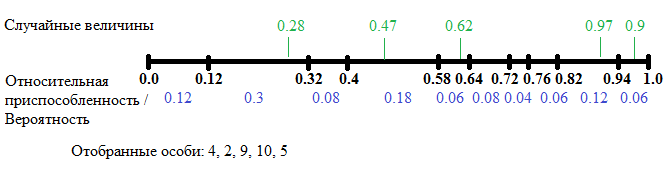 Случайные величины 0.28 0.47 0.62 0.97 0.9
0.0 0.12 0.32 0.4 0.58 0.64 0.72 0.76 0.82 0.94 1.0
Относительная
приспособленность / 0.12 0.3 0.08 0.18 0.06 0.08 0.04 0.06 0.12 0.06
Вероятность
Отобранные особи: 4, 2, 9, 10, 5